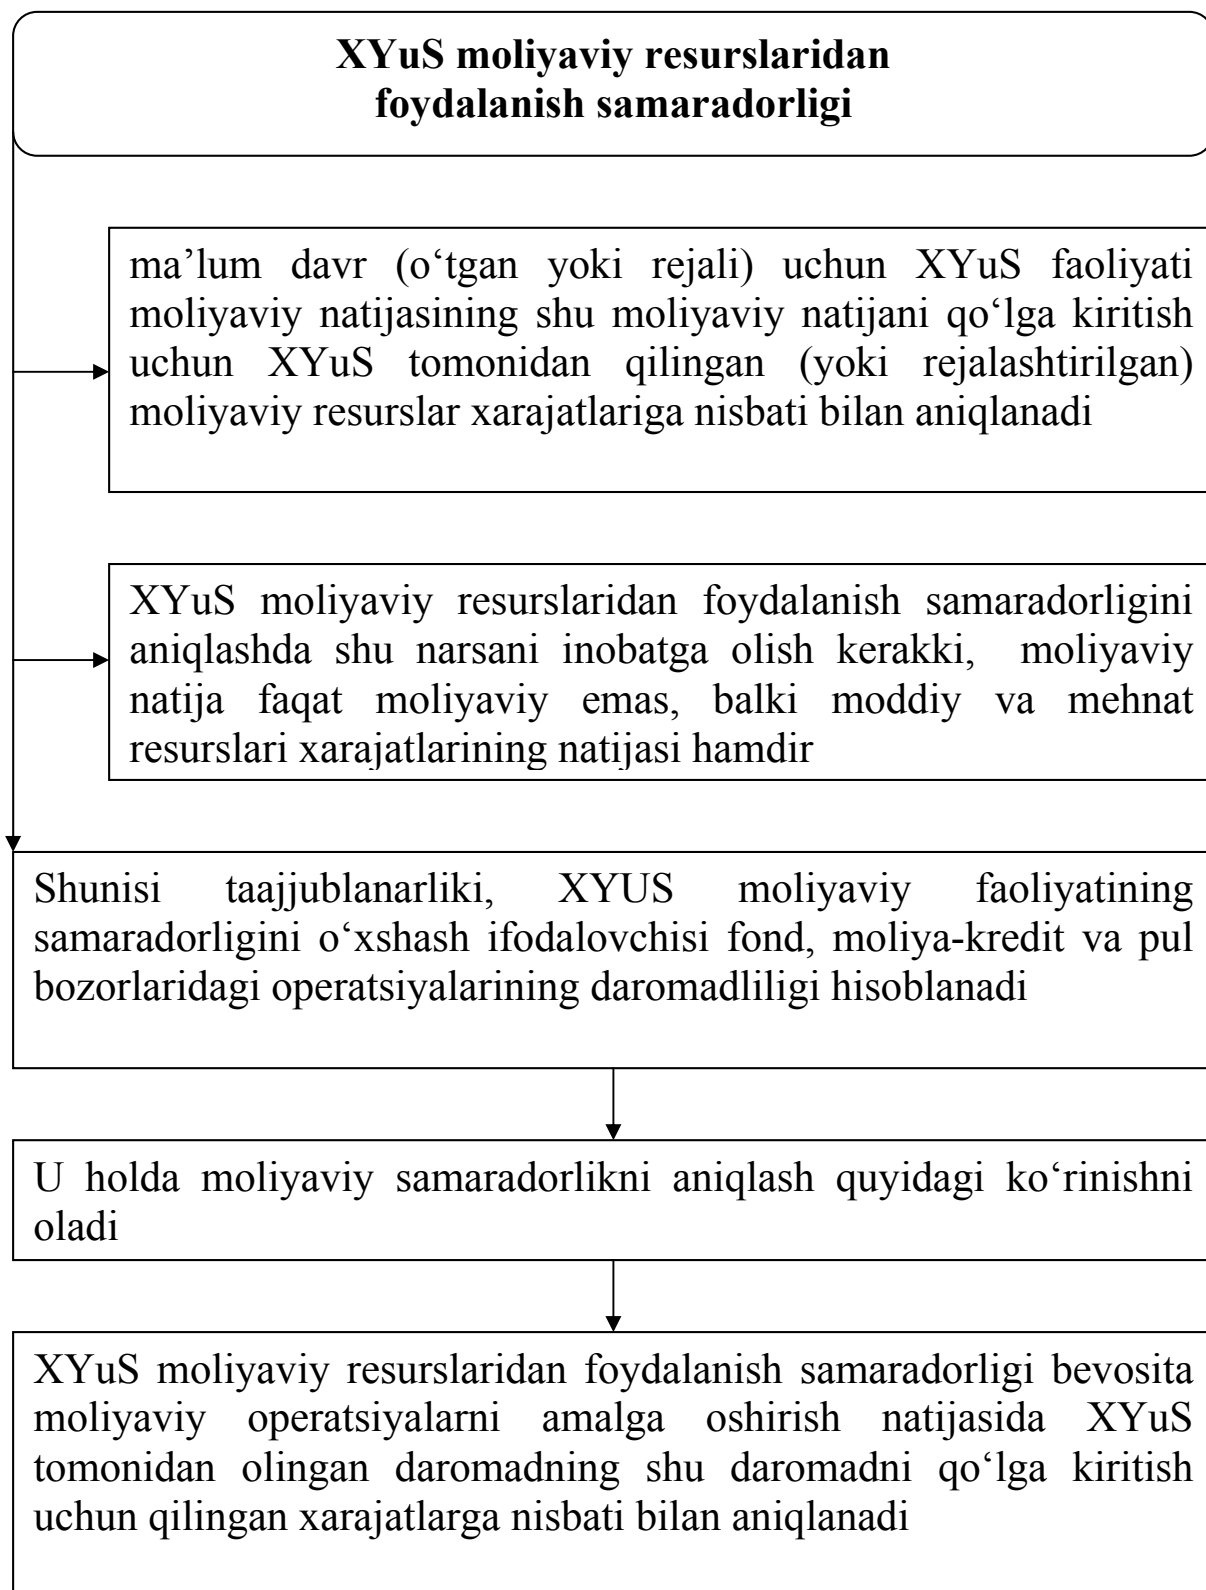 XYuS moliyaviy resurslaridan
foydalanish samaradorligi
ma’lum davr (o‘tgan yoki rejali) uchun XYuS faoliyati
moliyaviy natijasining shu moliyaviy natijani qo‘lga kiritish
uchun XYuS tomonidan qilingan (yoki rejalashtirilgan)
moliyaviy resurslar xarajatlariga nisbati bilan aniqlanadi
XYuS moliyaviy resurslaridan foydalanish samaradorligini
aniqlashda shu narsani inobatga olish kerakki, moliyaviy
natija faqat moliyaviy emas, balki moddiy va mehnat
resurslari xarajatlarining natijasi hamdir
Shunisi taajjublanarliki, XYUS moliyaviy faoliyatining
samaradorligini o‘xshash ifodalovchisi fond, moliya-kredit va pul
bozorlaridagi operatsiyalarining daromadliligi hisoblanadi
U holda moliyaviy samaradorlikni aniqlash quyidagi ko‘rinishni
oladi
XYuS moliyaviy resurslaridan foydalanish samaradorligi bevosita
moliyaviy operatsiyalarni amalga oshirish natijasida XYuS
tomonidan olingan daromadning shu daromadni qo‘lga kiritish
uchun qilingan xarajatlarga nisbati bilan aniqlanadi